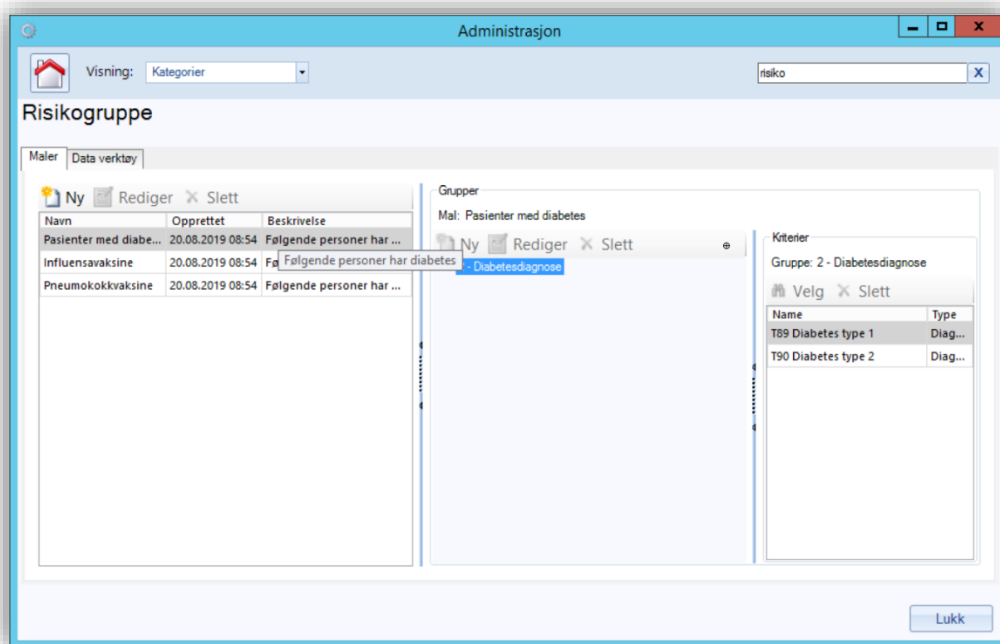 Administrasjon
Visning: Kategorier
risiko X
Risikogruppe
Maler Data verktøy
Ny Rediger Slett
Navn Opprettet Beskrivelse
Pasienter med diabe... 20.08.2019 08:54 Følgende personer har ...
Influensavaksine 20.08.2019 08:54
Følgende personer har diabetes
Pneumokokkvaksine 20.08.2019 08:54 Følgende personer har ...
Grupper
Mal: Pasienter med diabetes
Ny Rediger Slett
- Diabetesdiagnose
Kriterier
Gruppe: 2 - Diabetesdiagnose
Velg Slett
Name Type
T89 Diabetes type 1 Diag...
T90 Diabetes type 2 Diag...
Lukk